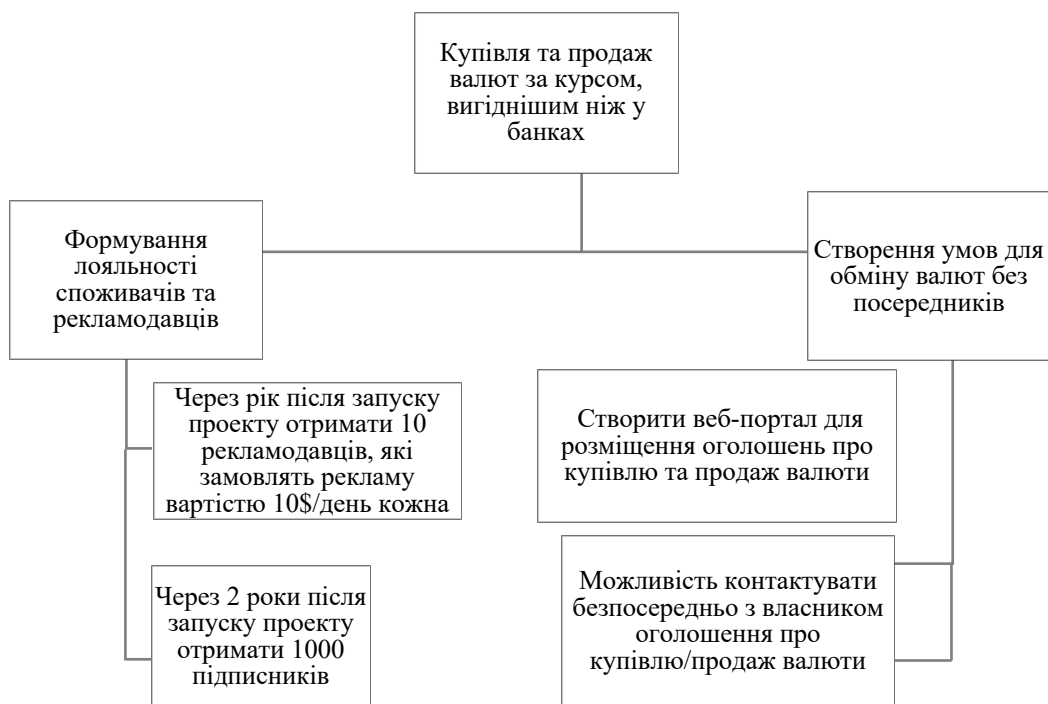 Купівля та продаж
валют за курсом,
вигіднішим ніж у
банках
Формування
лояльності
споживачів та
рекламодавців
Створення умов для
обміну валют без
посередників
Через рік після запуску
проекту отримати 10
рекламодавців, які
замовлять рекламу
вартістю 10$/день кожна
Створити веб-портал для
розміщення оголошень про
купівлю та продаж валюти
Через 2 роки після
запуску проекту
отримати 1000
підписників
Можливість контактувати
безпосередньо з власником
оголошення про
купівлю/продаж валюти